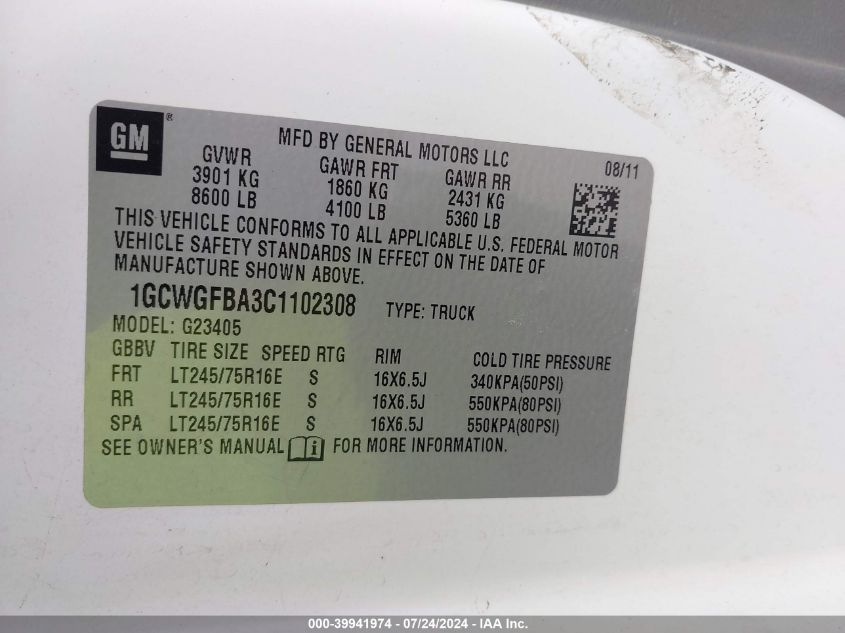 GM ®
MFD BY GENERAL MOTORS LLC
08/11
GVWR GAWR FRT GAWR RR
3901 KG 1860 KG 2431 KG
8600 LB 4100 LB 5360 LB
THIS VEHICLE CONFORMS TO ALL APPLICABLE U.S. FEDERAL MOTOR
VEHICLE SAFETY STANDARDS IN EFFECT ON THE DATE OF
MANUFACTURE SHOWN ABOVE.
1GCWGFBA3C1102308 TYPE: TRUCK
MODEL: G23405
GBBV TIRE SIZE SPEED RTG RIM COLD TIRE PRESSURE
FRT LT245/75R16E S 16X6.5J 340KPA(50PSI)
RR LT245/75R16E S 16X6.5J 550KPA(80PSI)
SPA LT245/75R16E S 16X6.5J 550KPA(80PSI)
SEE OWNER'S MANUAL i FOR MORE INFORMATION.
000-39941974 - 07/24/2024 - IAA Inc.